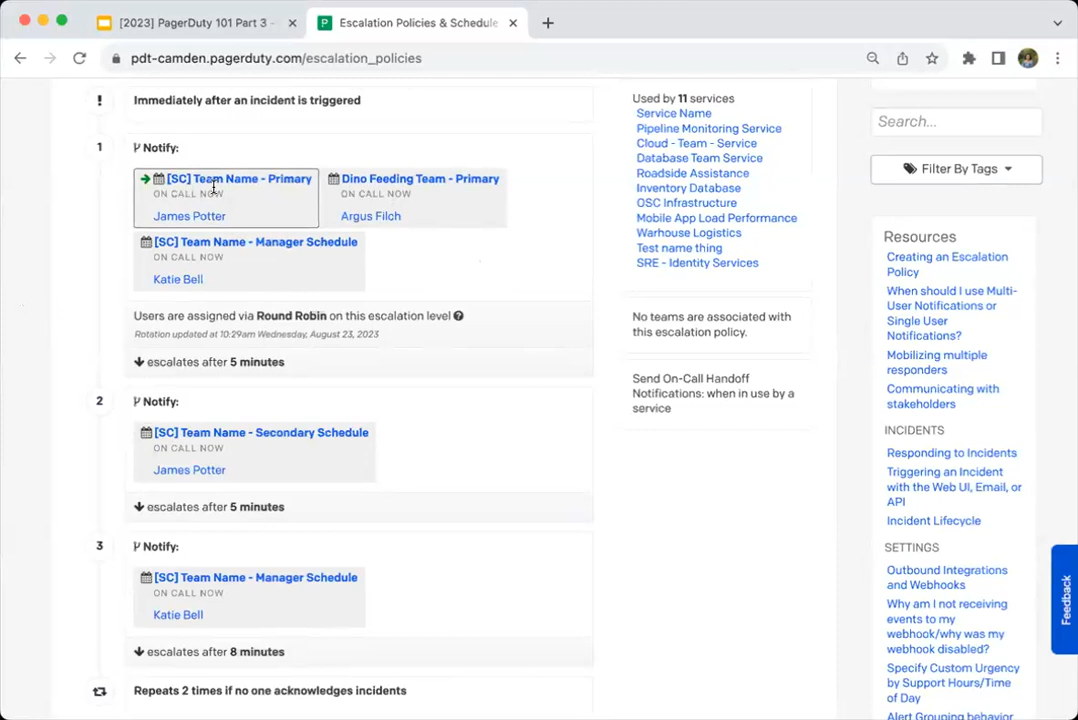 [2023] PagerDuty 101 Part 3 -
Escalation Policies & Schedule
pdt-camden.pagerduty.com/escalation_policies
Immediately after an incident is triggered
1
Notify:
[SC] Team Name - Primary
ON CALL NOW
James Potter
Dino Feeding Team - Primary
ON CALL NOW
Argus Filch
[SC] Team Name - Manager Schedule
ON CALL NOW
Katie Bell
Users are assigned via Round Robin on this escalation level
Rotation updated at 10:29am Wednesday, August 23, 2023
escalates after 5 minutes
2
Notify:
[SC] Team Name - Secondary Schedule
ON CALL NOW
James Potter
escalates after 5 minutes
3
Notify:
[SC] Team Name - Manager Schedule
ON CALL NOW
Katie Bell
escalates after 8 minutes
Repeats 2 times if no one acknowledges incidents
Used by 11 services
Service Name
Pipeline Monitoring Service
Cloud - Team - Service
Database Team Service
Roadside Assistance
Inventory Database
OSC Infrastructure
Mobile App Load Performance
Warhouse Logistics
Test name thing
SRE - Identity Services
No teams are associated with
this escalation policy.
Send On-Call Handoff
Notifications: when in use by a
service
Search...
Filter By Tags
Resources
Creating an Escalation
Policy
When should I use Multi-
User Notifications or
Single User
Notifications?
Mobilizing multiple
responders
Communicating with
stakeholders
INCIDENTS
Responding to Incidents
Triggering an Incident
with the Web UI, Email, or
API
Incident Lifecycle
SETTINGS
Outbound Integrations
and Webhooks
Why am I not receiving
events to my
webhook/why was my
webhook disabled?
Specify Custom Urgency
by Support Hours/Time
of Day
Alert Grouping behavior
Feedback